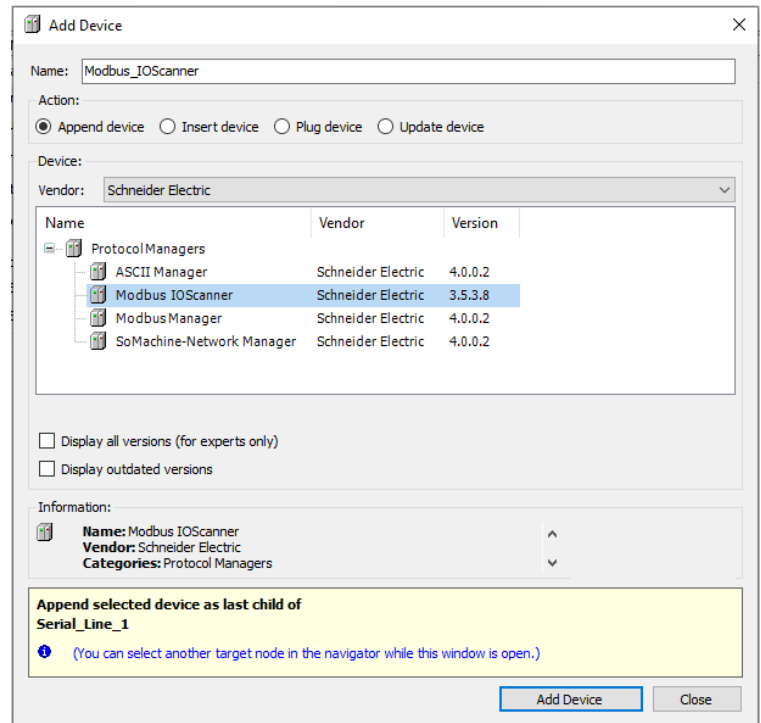 Add Device
Name: Modbus_IOScanner
Action:
Append device Insert device Plug device Update device
Device:
Vendor: Schneider Electric
Name Vendor Version
Protocol Managers
ASCII Manager Schneider Electric 4.0.0.2
Modbus IOScanner Schneider Electric 3.5.3.8
Modbus Manager Schneider Electric 4.0.0.2
SoMachine-Network Manager Schneider Electric 4.0.0.2
Display all versions (for experts only)
Display outdated versions
Information:
Name: Modbus IOScanner
Vendor: Schneider Electric
Categories: Protocol Managers
Append selected device as last child of
Serial_Line_1
(You can select another target node in the navigator while this window is open.)
Add Device Close